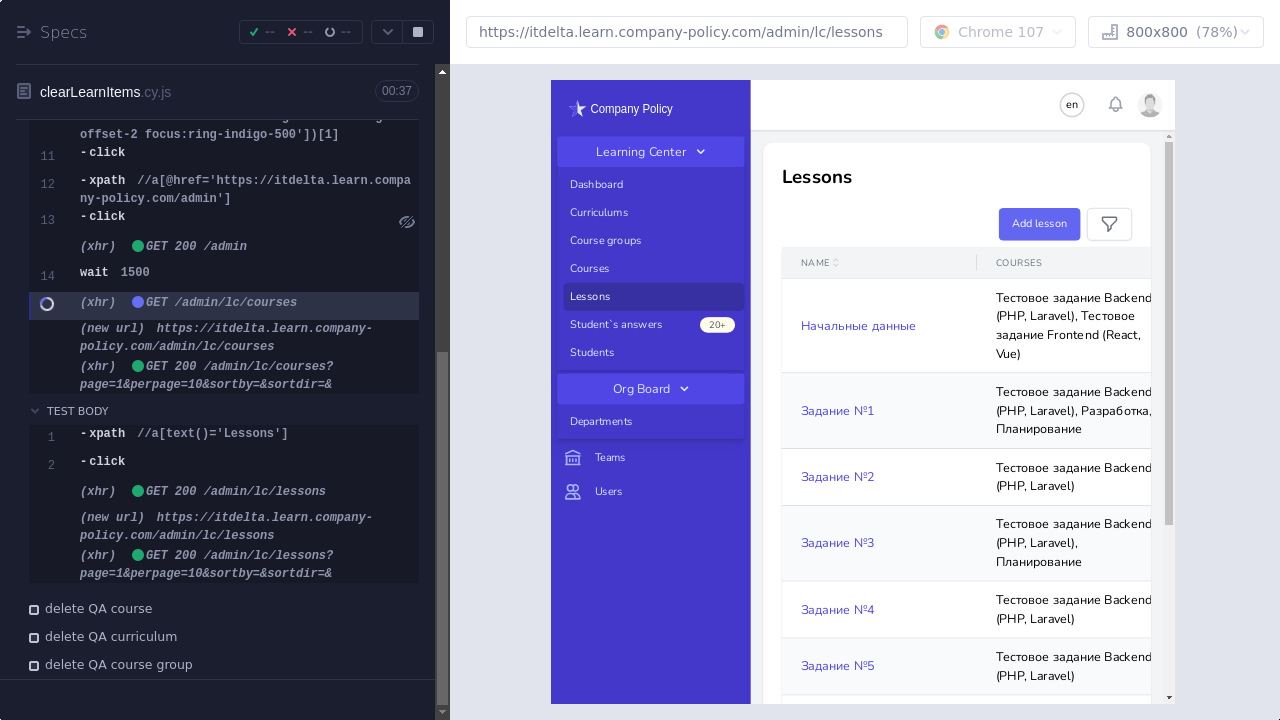 Specs
--
--
--
clearLearnItems.cy.js
00:37
offset-2 focus:ring-indigo-500'])[1]
11 -click
12 -xpath //a[@href='https://itdelta.learn.compa
ny-policy.com/admin']
13 -click
(xhr) GET 200 /admin
14 wait 1500
(xhr) GET /admin/lc/courses
(new url) https://itdelta.learn.company-
policy.com/admin/lc/courses
(xhr) GET 200 /admin/lc/courses?
page=1&perpage=10&sortby=&sortdir=&
TEST BODY
1 -xpath //a[text()='Lessons']
2 -click
(xhr) GET 200 /admin/lc/lessons
(new url) https://itdelta.learn.company-
policy.com/admin/lc/lessons
(xhr) GET 200 /admin/lc/lessons?
page=1&perpage=10&sortby=&sortdir=&
delete QA course
delete QA curriculum
delete QA course group
https://itdelta.learn.company-policy.com/admin/lc/lessons
Chrome 107
800x800 (78%)
Company Policy
Learning Center
Dashboard
Curriculums
Course groups
Courses
Lessons
Student`s answers 20+
Students
Org Board
Departments
Teams
Users
en
Lessons
Add lesson
NAME
COURSES
Начальные данные
Тестовое задание Backend
(PHP, Laravel), Тестовое
задание Frontend (React,
Vue)
Задание №1
Тестовое задание Backend
(PHP, Laravel), Разработка,
Планирование
Задание №2
Тестовое задание Backend
(PHP, Laravel)
Задание №3
Тестовое задание Backend
(PHP, Laravel),
Планирование
Задание №4
Тестовое задание Backend
(PHP, Laravel)
Задание №5
Тестовое задание Backend
(PHP, Laravel)